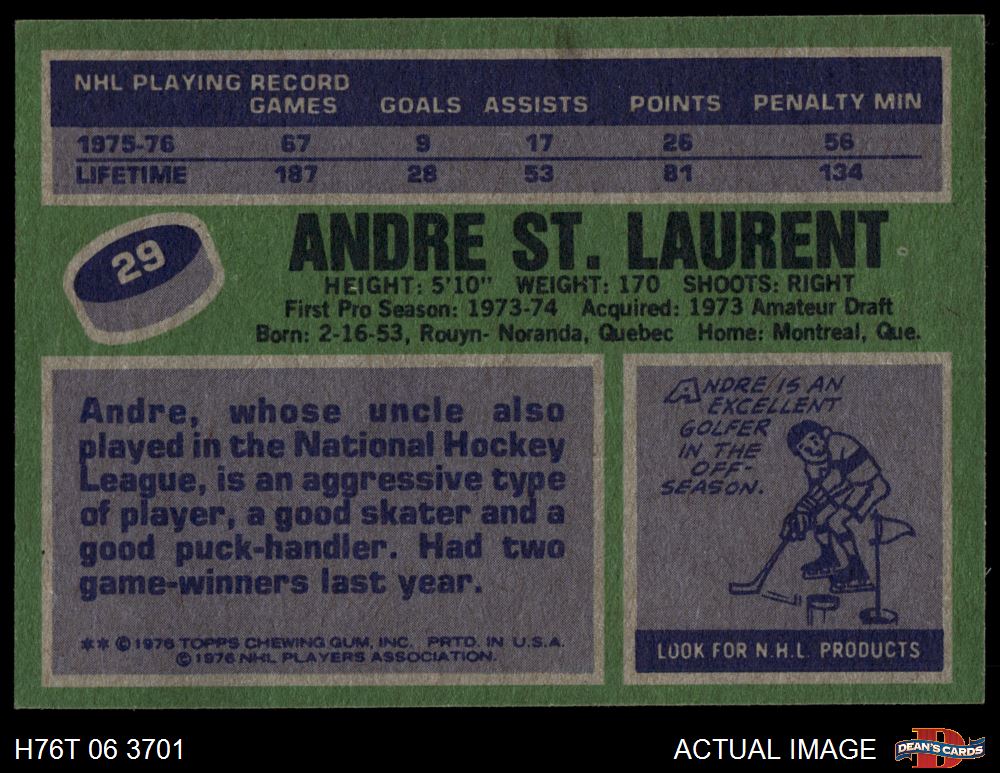 NHL PLAYING RECORD
GAMES GOALS ASSISTS POINTS PENALTY MIN
1975-76 67 9 17 26 56
LIFETIME 187 28 53 81 134
29
ANDRE ST. LAURENT
HEIGHT: 5'10" WEIGHT: 170 SHOOTS: RIGHT
First Pro Season: 1973-74 Acquired: 1973 Amateur Draft
Born: 2-16-53, Rouyn- Noranda, Quebec Home: Montreal, Que.
Andre, whose uncle also
played in the National Hockey
League, is an aggressive type
of player, a good skater and a
good puck-handler. Had two
game-winners last year.
** © 1976 TOPPS CHEWING GUM, INC. PRTD. IN U.S.A.
© 1976 NHL PLAYERS ASSOCIATION.
ANDRE IS AN
EXCELLENT
GOLFER
IN THE
OFF-
SEASON.
LOOK FOR N.H.L. PRODUCTS
H76T 06 3701
ACTUAL IMAGE
D
DEAN'S CARDS